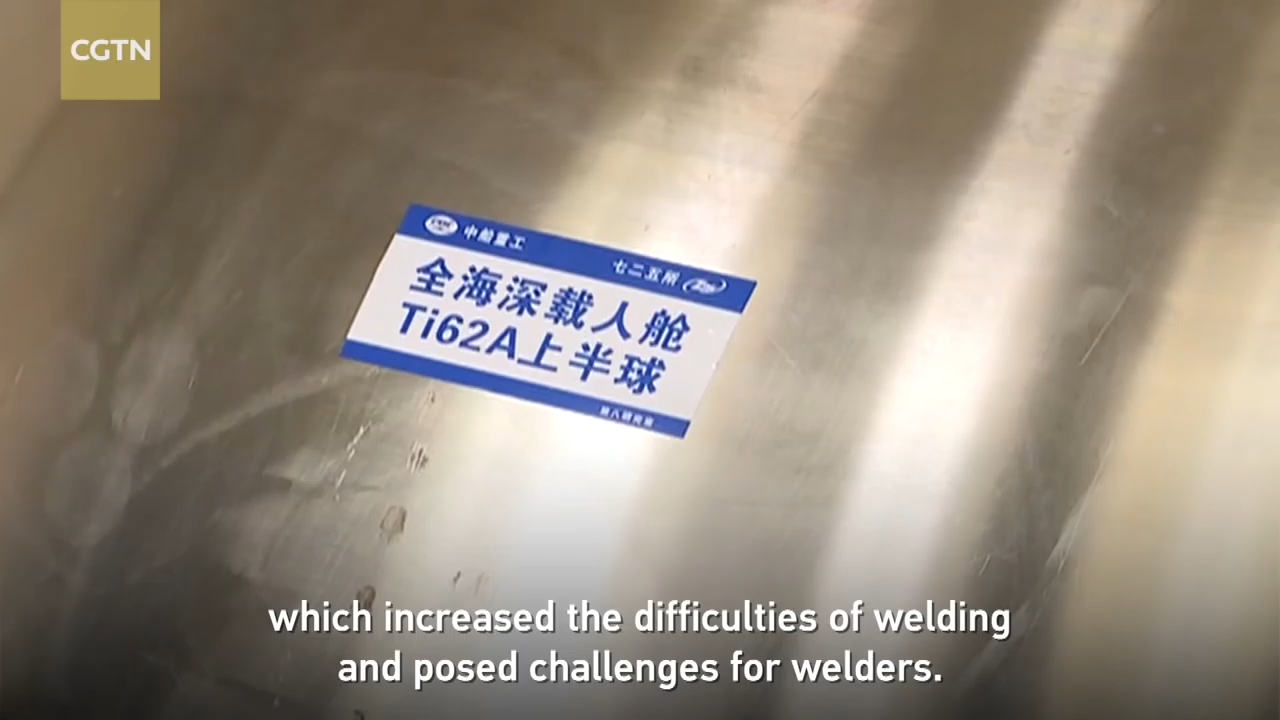 CGTN
中船重工
七二五所
全海深载人舱
Ti62A上半球
which increased the difficulties of welding
and posed challenges for welders.